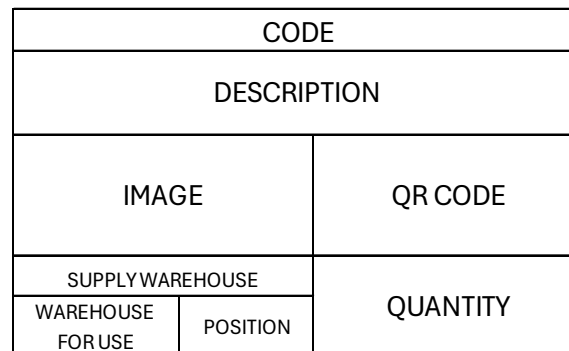 CODE
DESCRIPTION
IMAGE
QR CODE
SUPPLY WAREHOUSE
WAREHOUSE
FOR USE
POSITION
QUANTITY